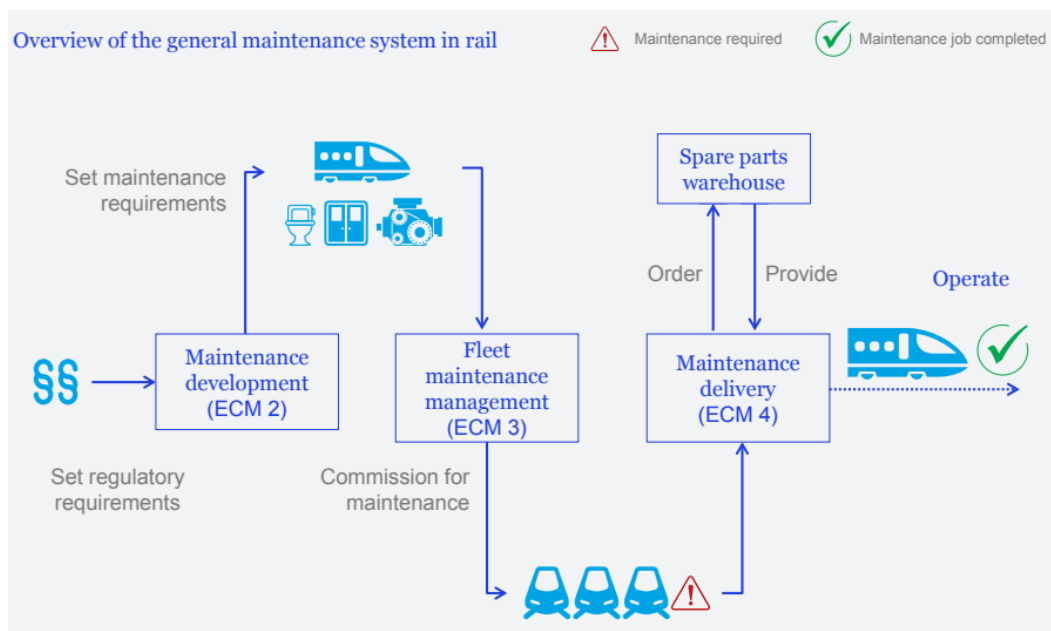 Overview of the general maintenance system in rail
Maintenance required
Maintenance job completed
Set maintenance
requirements
Spare parts
warehouse
Order
Provide
Operate
§§
Maintenance
development
(ECM 2)
Fleet
maintenance
management
(ECM 3)
Maintenance
delivery
(ECM 4)
Set regulatory
requirements
Commission for
maintenance